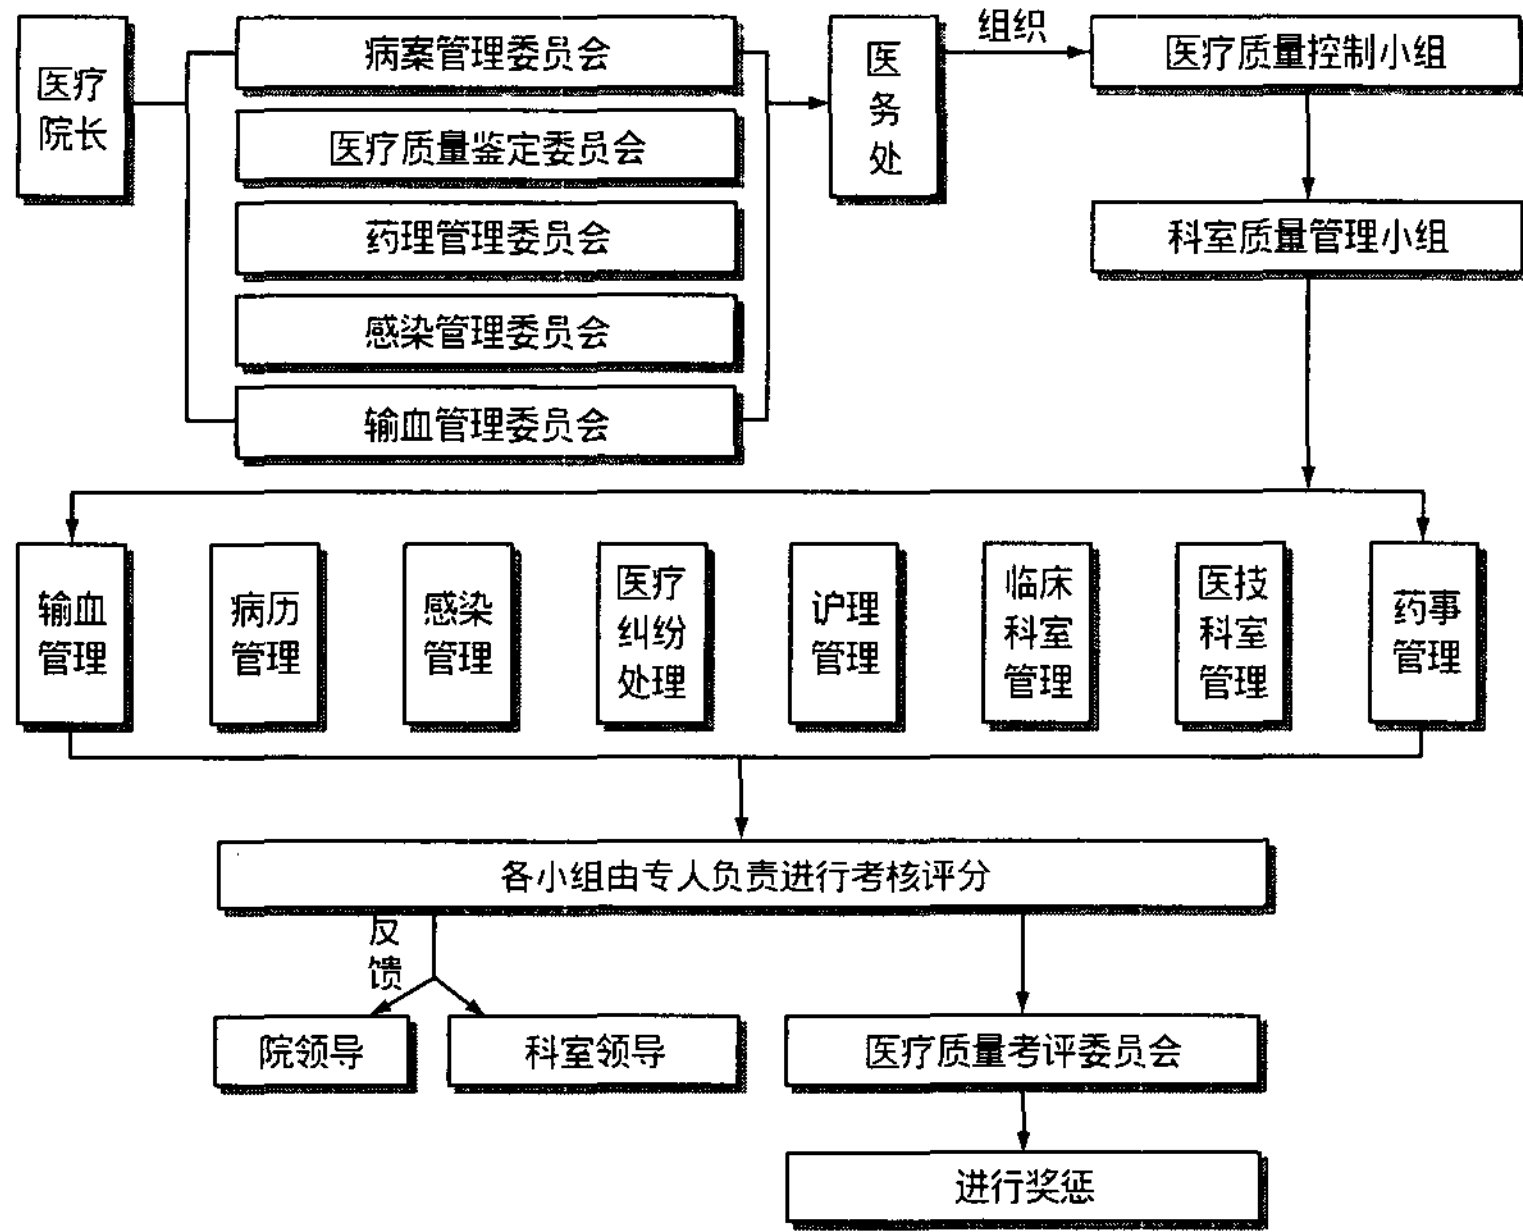 医疗
院长
病案管理委员会
医疗质量鉴定委员会
药理管理委员会
感染管理委员会
输血管理委员会
医
务
处
组织
医疗质量控制小组
科室质量管理小组
输血
管理
病历
管理
感染
管理
医疗
纠纷
处理
护理
管理
临床
科室
管理
医技
科室
管理
药事
管理
各小组由专人负责进行考核评分
反
馈
院领导
科室领导
医疗质量考评委员会
进行奖惩